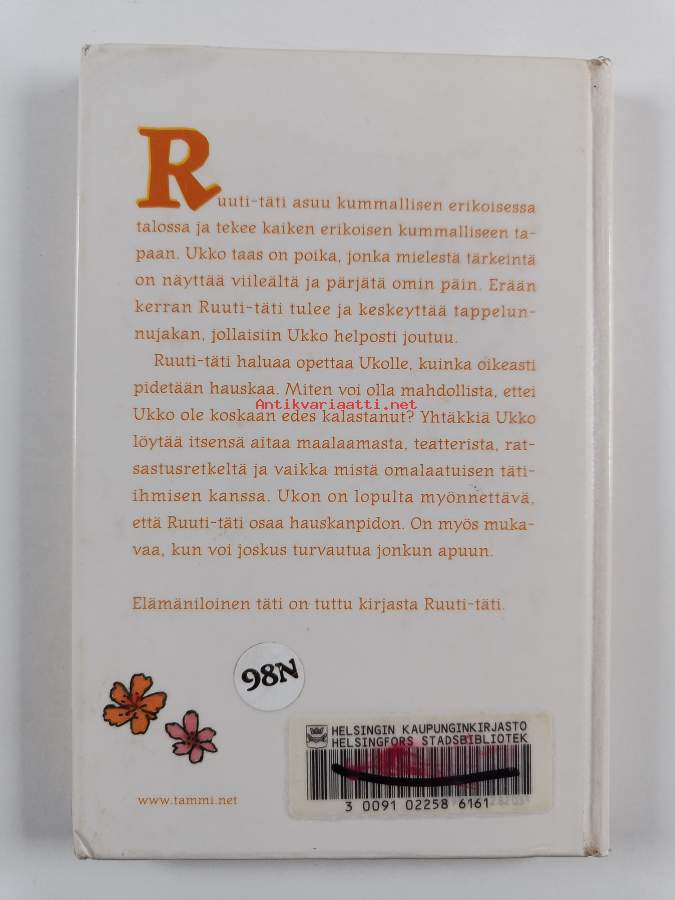 Ruuti-täti asuu kummallisen erikoisessa
talossa ja tekee kaiken erikoisen kummalliseen ta-
paan. Ukko taas on poika, jonka mielestä tärkeintä
on näyttää viileältä ja pärjätä omin päin. Erään
kerran Ruuti-täti tulee ja keskeyttää tappelun-
nujakan, jollaisiin Ukko helposti joutuu.
Ruuti-täti haluaa opettaa Ukolle, kuinka oikeasti
pidetään hauskaa. Miten voi olla mahdollista, ettei
Antikvariaatti.net
Ukko ole koskaan edes kalastanut? Yhtäkkiä Ukko
löytää itsensä aitaa maalaamasta, teatterista, rat-
sastusretkeltä ja vaikka mistä omalaatuisen täti-
ihmisen kanssa. Ukon on lopulta myönnettävä,
että Ruuti-täti osaa hauskanpidon. On myös muka-
vaa, kun voi joskus turvautua jonkun apuun.
Elämäniloinen täti on tuttu kirjasta Ruuti-täti.
98N
HELSINGIN KAUPUNGINKIRJASTO
HELSINGFORS STADSBIBLIOTEK
3 0091 02258 6161
www.tammi.net